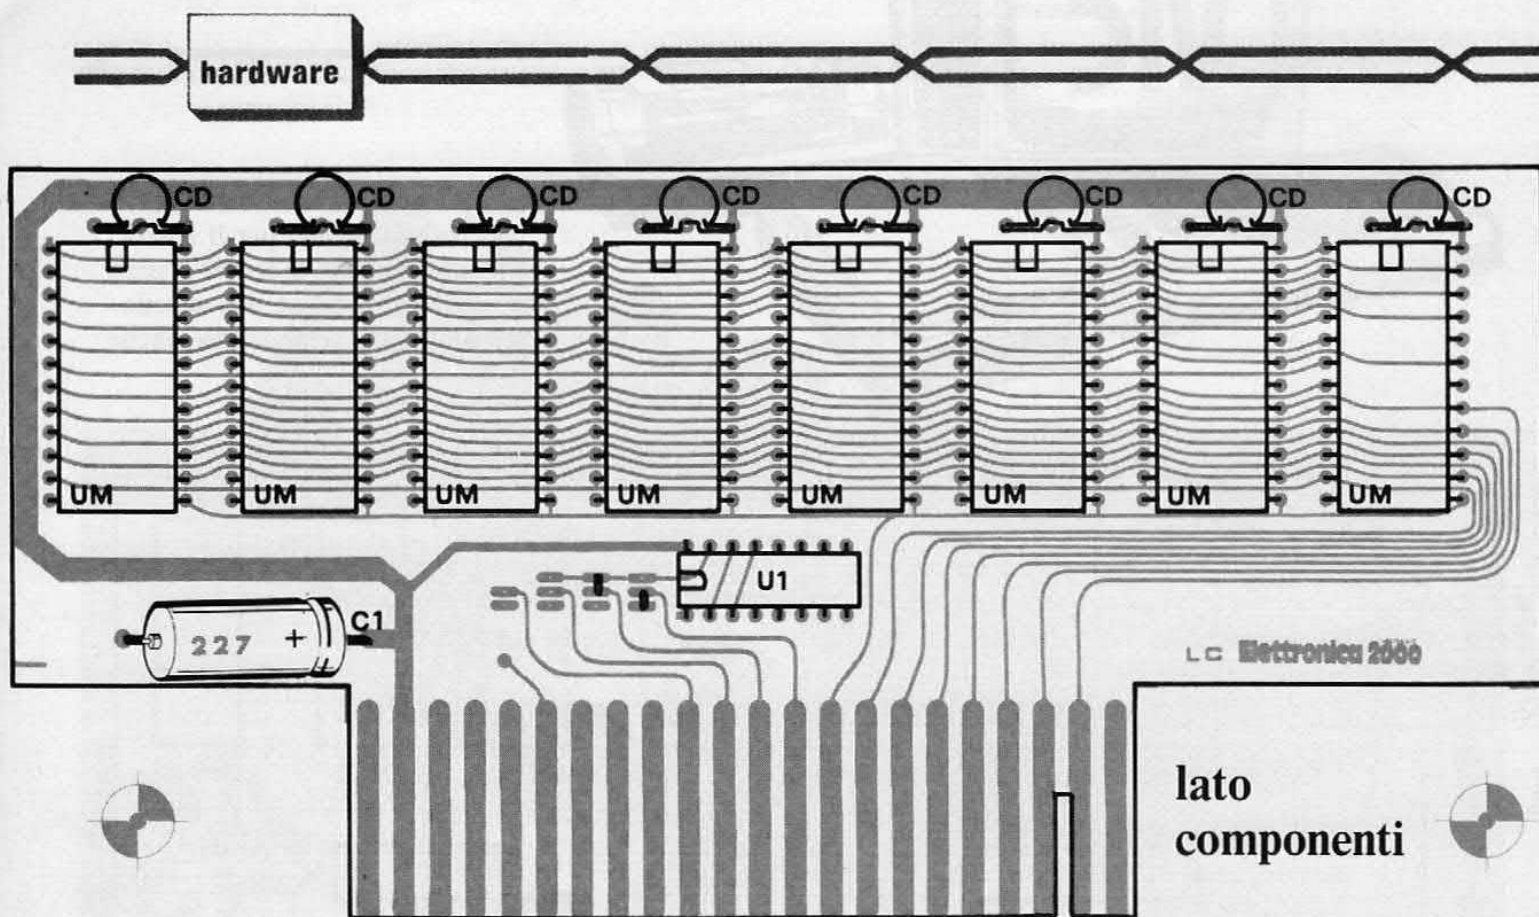 hardware
CD CD CD CD CD CD CD CD
UM UM UM UM UM UM UM UM
U1
C1
227 +
LC Elettronica 2000
lato
componenti